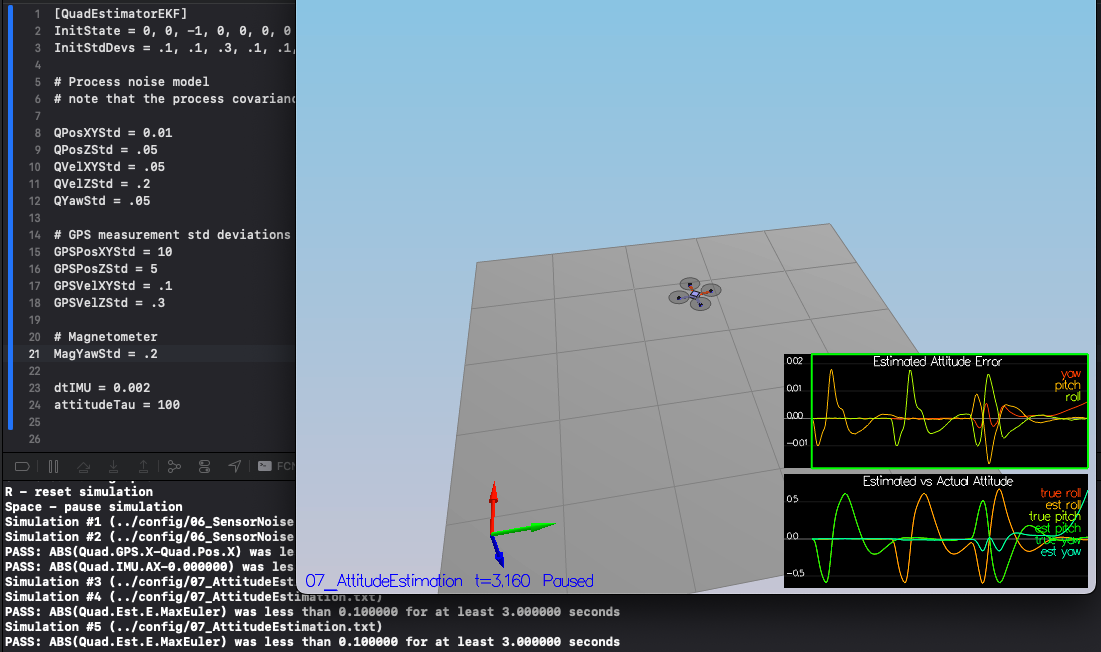 1 [QuadEstimatorEKF]
2 InitState = 0, 0, -1, 0, 0, 0, 0
3 InitStdDevs = .1, .1, .3, .1, .1,
4
5 # Process noise model
6 # note that the process covarianc
7
8 QPosXYStd = 0.01
9 QPosZStd = .05
10 QVelXYStd = .05
11 QVelZStd = .2
12 QYawStd = .05
13
14 # GPS measurement std deviations
15 GPSPosXYStd = 10
16 GPSPosZStd = 5
17 GPSVelXYStd = .1
18 GPSVelZStd = .3
19
20 # Magnetometer
21 MagYawStd = .2
22
23 dtIMU = 0.002
24 attitudeTau = 100
25
26
FCN
R - reset simulation
Space - pause simulation
Simulation #1 (../config/06_SensorNoise
Simulation #2 (../config/06_SensorNoise
PASS: ABS(Quad.GPS.X-Quad.Pos.X) was le
PASS: ABS(Quad.IMU.AX-0.000000) was les
Simulation #3 (../config/07_AttitudeEst
Simulation #4 (../config/07_AttitudeEstimation.txt)
PASS: ABS(Quad.Est.E.MaxEuler) was less than 0.100000 for at least 3.000000 seconds
Simulation #5 (../config/07_AttitudeEstimation.txt)
PASS: ABS(Quad.Est.E.MaxEuler) was less than 0.100000 for at least 3.000000 seconds
07_AttitudeEstimation t=3.160 Paused
Estimated Attitude Error
0.02
0.01
0.00
-0.01
yaw
pitch
roll
Estimated vs Actual Attitude
0.5
0.0
-0.5
true roll
est roll
true pitch
est pitch
true yaw
est yaw